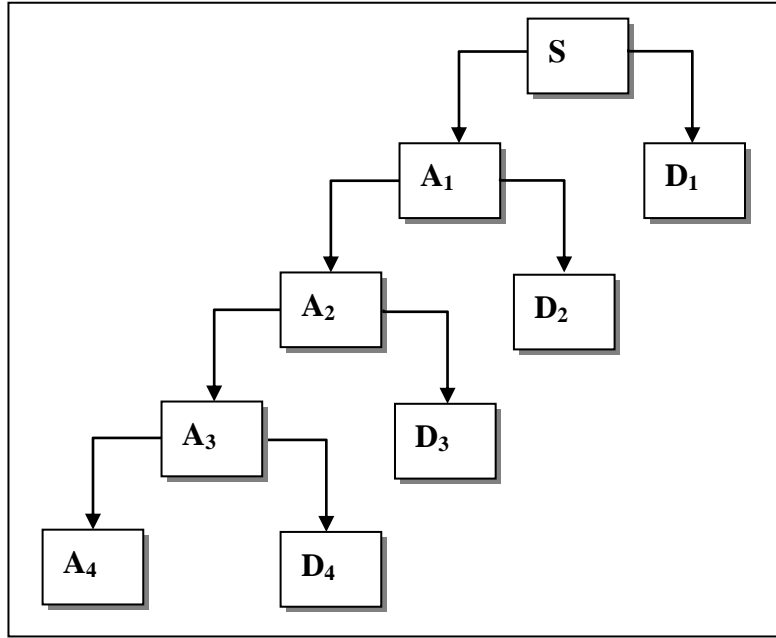 S
A₁ D₁
A₂ D₂
A₃ D₃
A₄ D₄